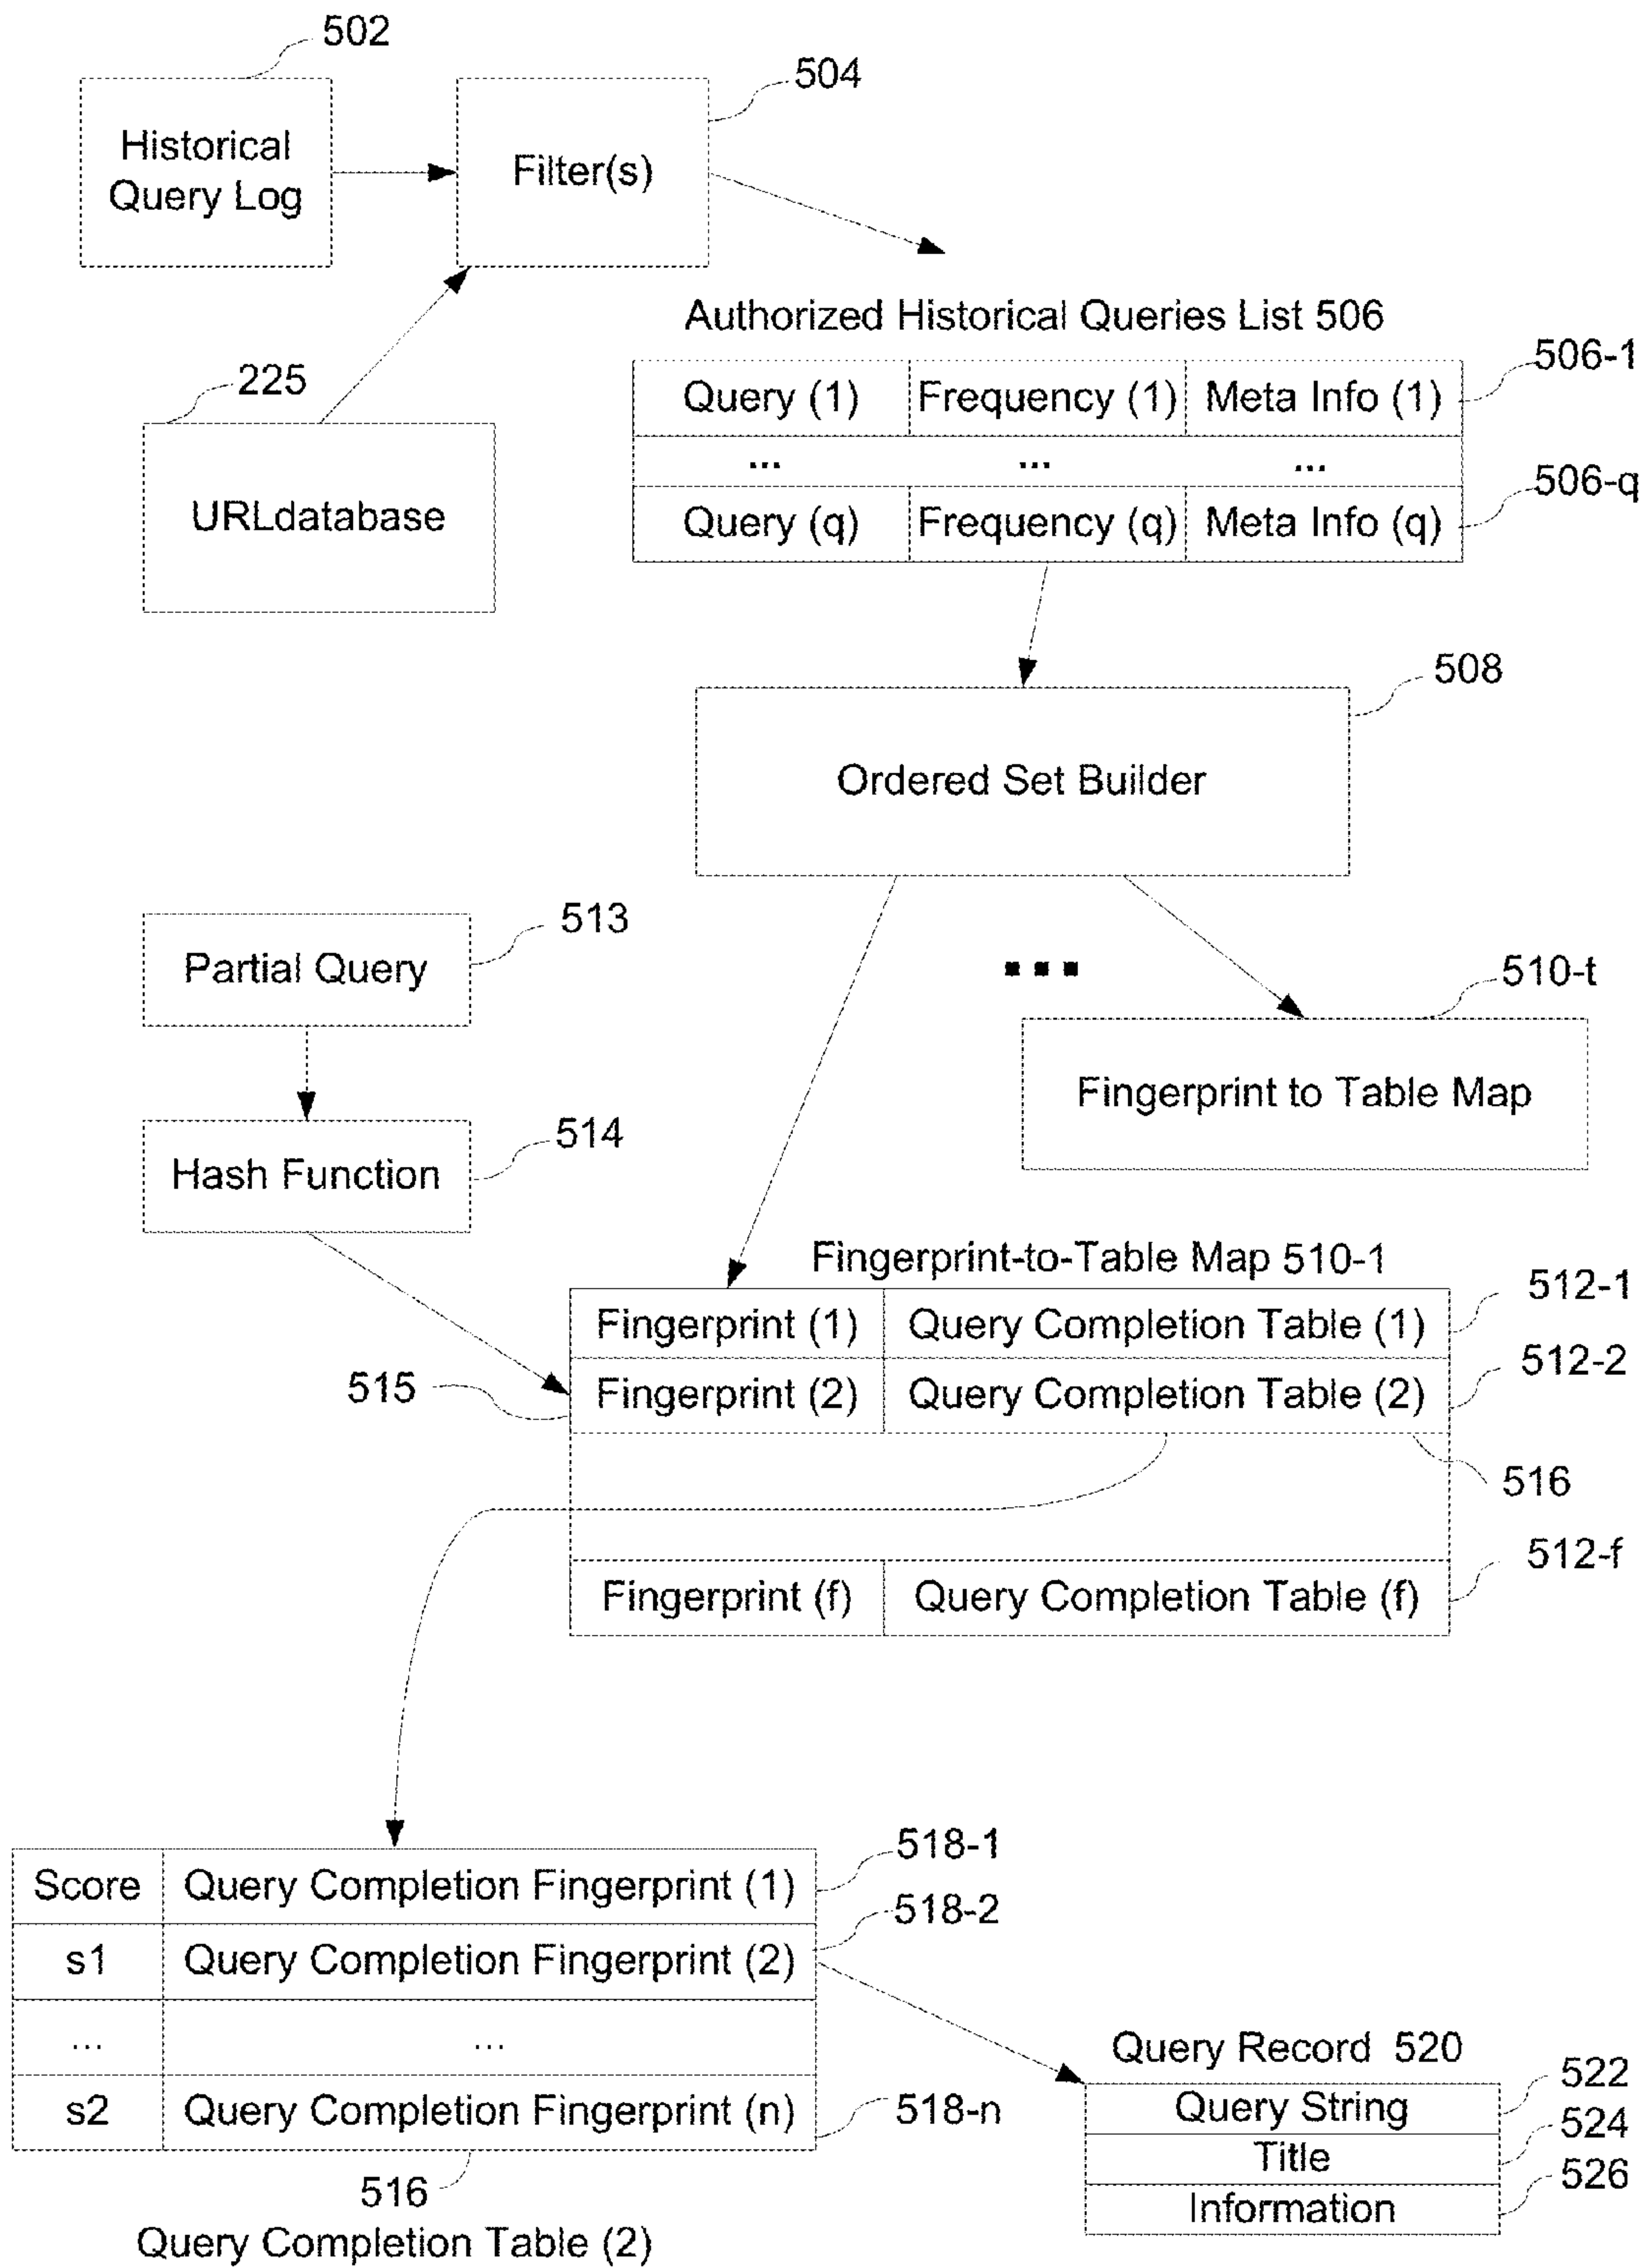 502
504
Historical
Query Log
Filter(s)
Authorized Historical Queries List 506
225
506-1
Query (1) Frequency (1) Meta Info (1)
... ... ...
506-q
URLdatabase
Query (q) Frequency (q) Meta Info (q)
508
Ordered Set Builder
513
Partial Query
...
510-t
Fingerprint to Table Map
514
Hash Function
Fingerprint-to-Table Map 510-1
512-1
Fingerprint (1) Query Completion Table (1)
512-2
515
Fingerprint (2) Query Completion Table (2)
516
512-f
Fingerprint (f) Query Completion Table (f)
518-1
Score Query Completion Fingerprint (1)
518-2
s1 Query Completion Fingerprint (2)
... ...
Query Record 520
522
s2 Query Completion Fingerprint (n)
518-n
Query String
524
Title
526
516
Information
Query Completion Table (2)